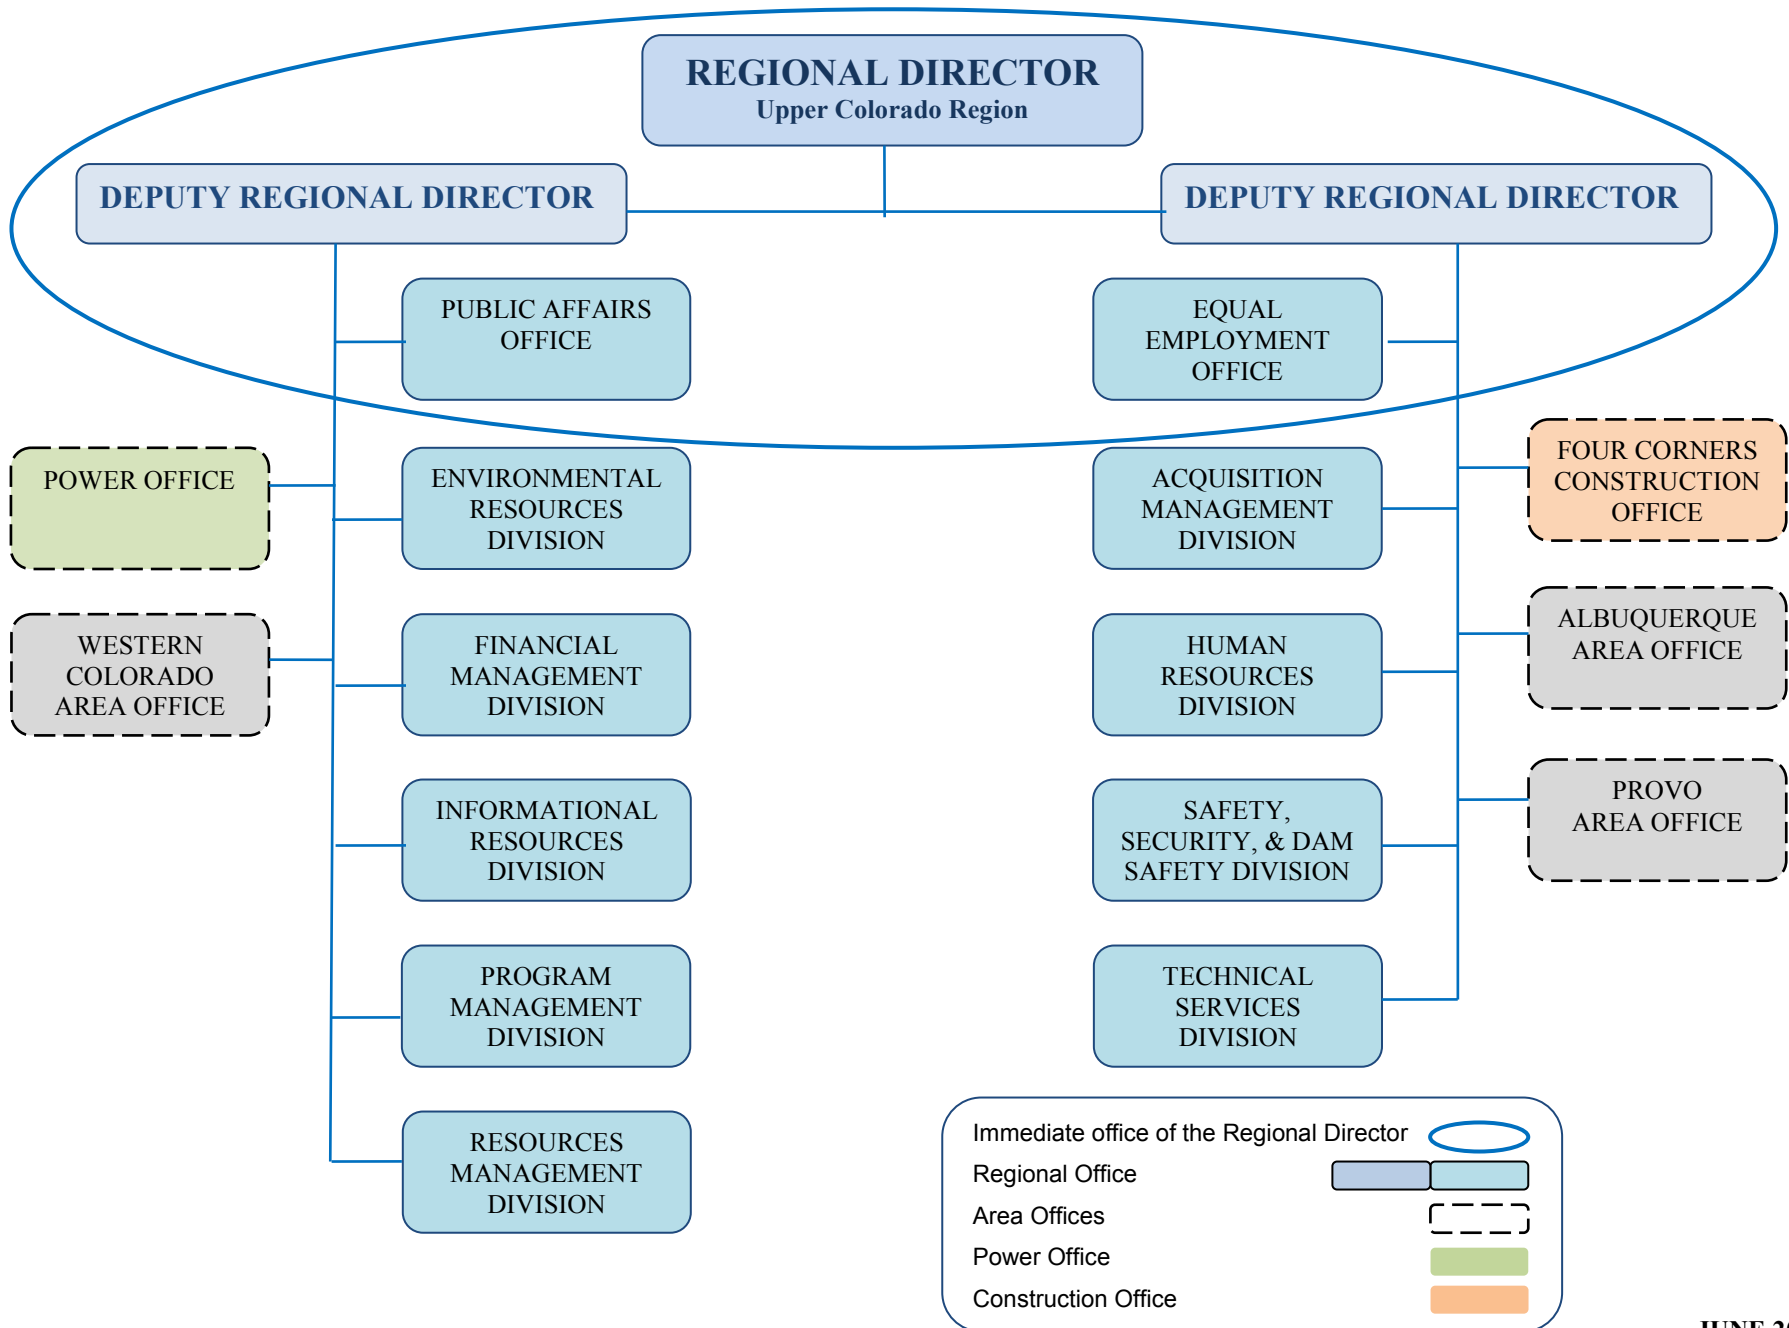 REGIONAL DIRECTOR
Upper Colorado Region
DEPUTY REGIONAL DIRECTOR
DEPUTY REGIONAL DIRECTOR
PUBLIC AFFAIRS
OFFICE
EQUAL
EMPLOYMENT
OFFICE
POWER OFFICE
ENVIRONMENTAL
RESOURCES
DIVISION
ACQUISITION
MANAGEMENT
DIVISION
FOUR CORNERS
CONSTRUCTION
OFFICE
WESTERN
COLORADO
AREA OFFICE
FINANCIAL
MANAGEMENT
DIVISION
HUMAN
RESOURCES
DIVISION
ALBUQUERQUE
AREA OFFICE
INFORMATIONAL
RESOURCES
DIVISION
SAFETY,
SECURITY, & DAM
SAFETY DIVISION
PROVO
AREA OFFICE
PROGRAM
MANAGEMENT
DIVISION
TECHNICAL
SERVICES
DIVISION
RESOURCES
MANAGEMENT
DIVISION
Immediate office of the Regional Director
Regional Office
Area Offices
Power Office
Construction Office
JUNE